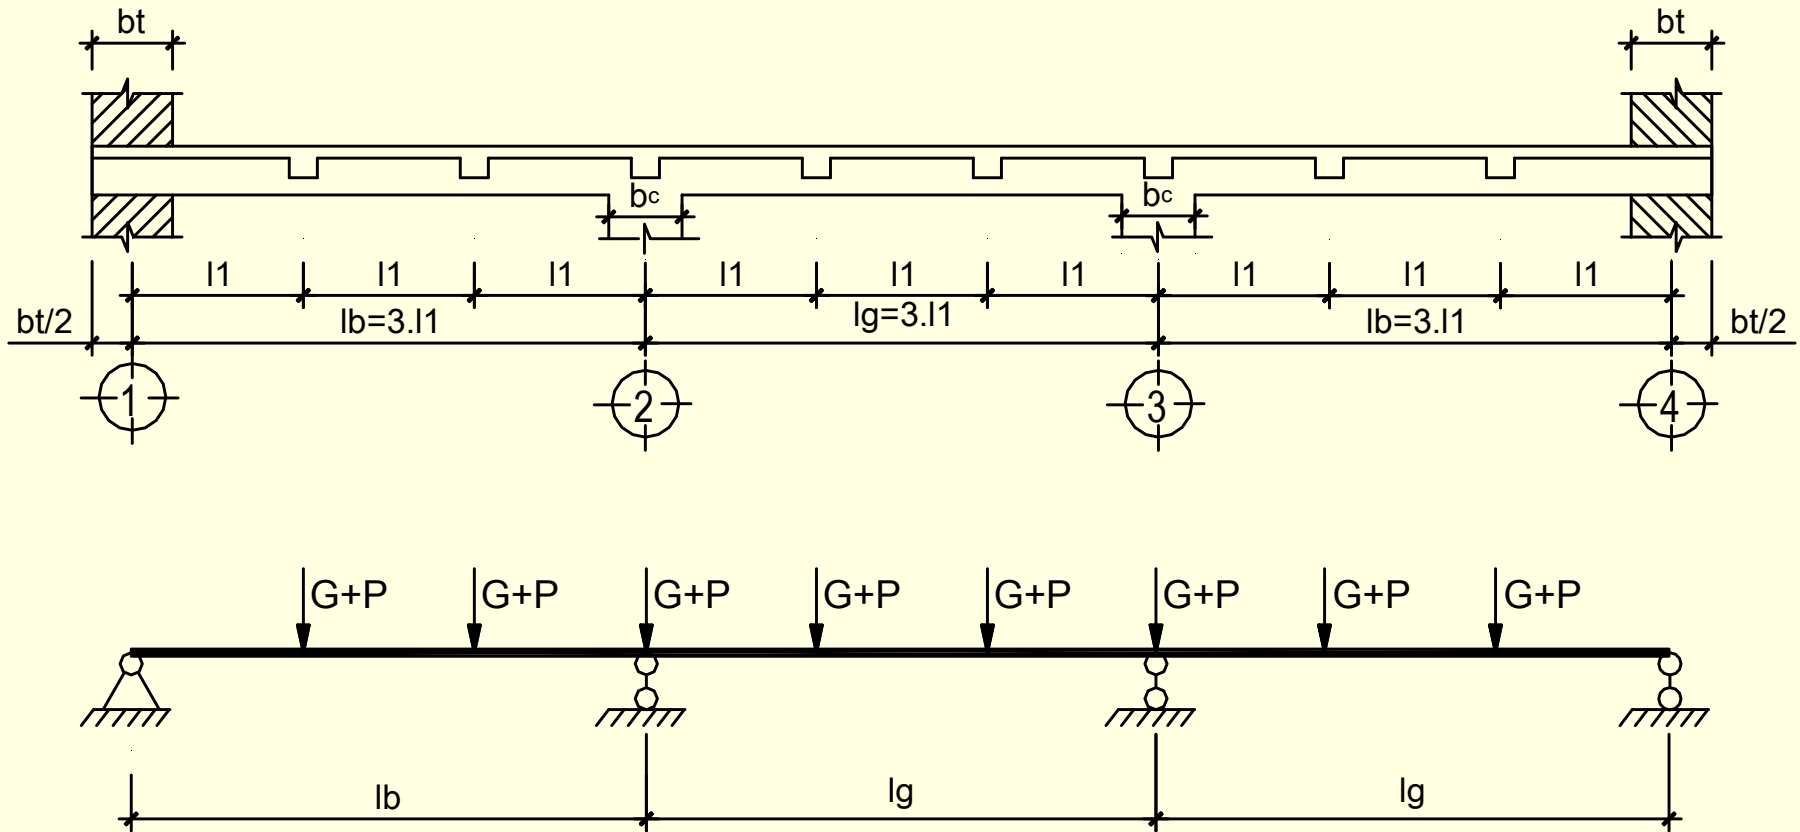 bt bt
bc bc
l1 l1 l1 l1 l1 l1 l1 l1 l1
bt/2 lb=3.l1 lg=3.l1 lb=3.l1 bt/2
1 2 3 4
G+P G+P G+P G+P G+P G+P G+P G+P
lb lg lg